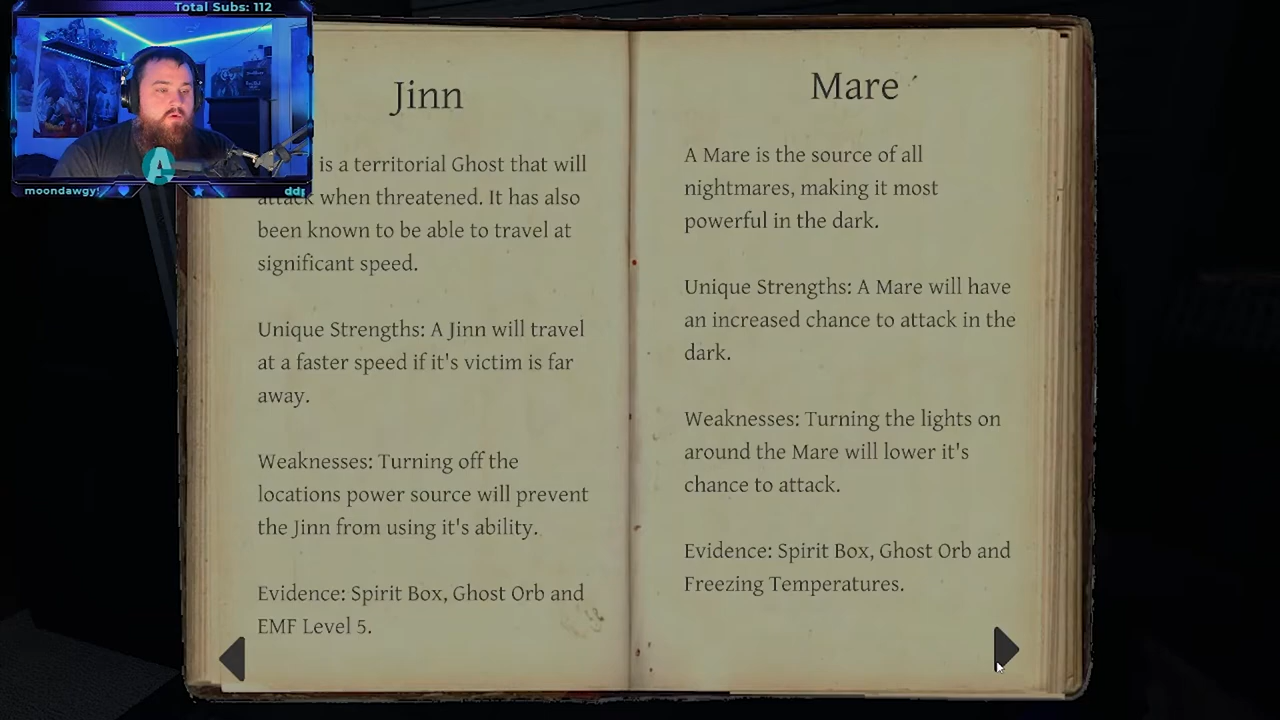 Total Subs: 112
moondawgy!
Jinn
is a territorial Ghost that will
attack when threatened. It has also
been known to be able to travel at
significant speed.
Unique Strengths: A Jinn will travel
at a faster speed if it's victim is far
away.
Weaknesses: Turning off the
locations power source will prevent
the Jinn from using it's ability.
Evidence: Spirit Box, Ghost Orb and
EMF Level 5.
Mare
A Mare is the source of all
nightmares, making it most
powerful in the dark.
Unique Strengths: A Mare will have
an increased chance to attack in the
dark.
Weaknesses: Turning the lights on
around the Mare will lower it's
chance to attack.
Evidence: Spirit Box, Ghost Orb and
Freezing Temperatures.